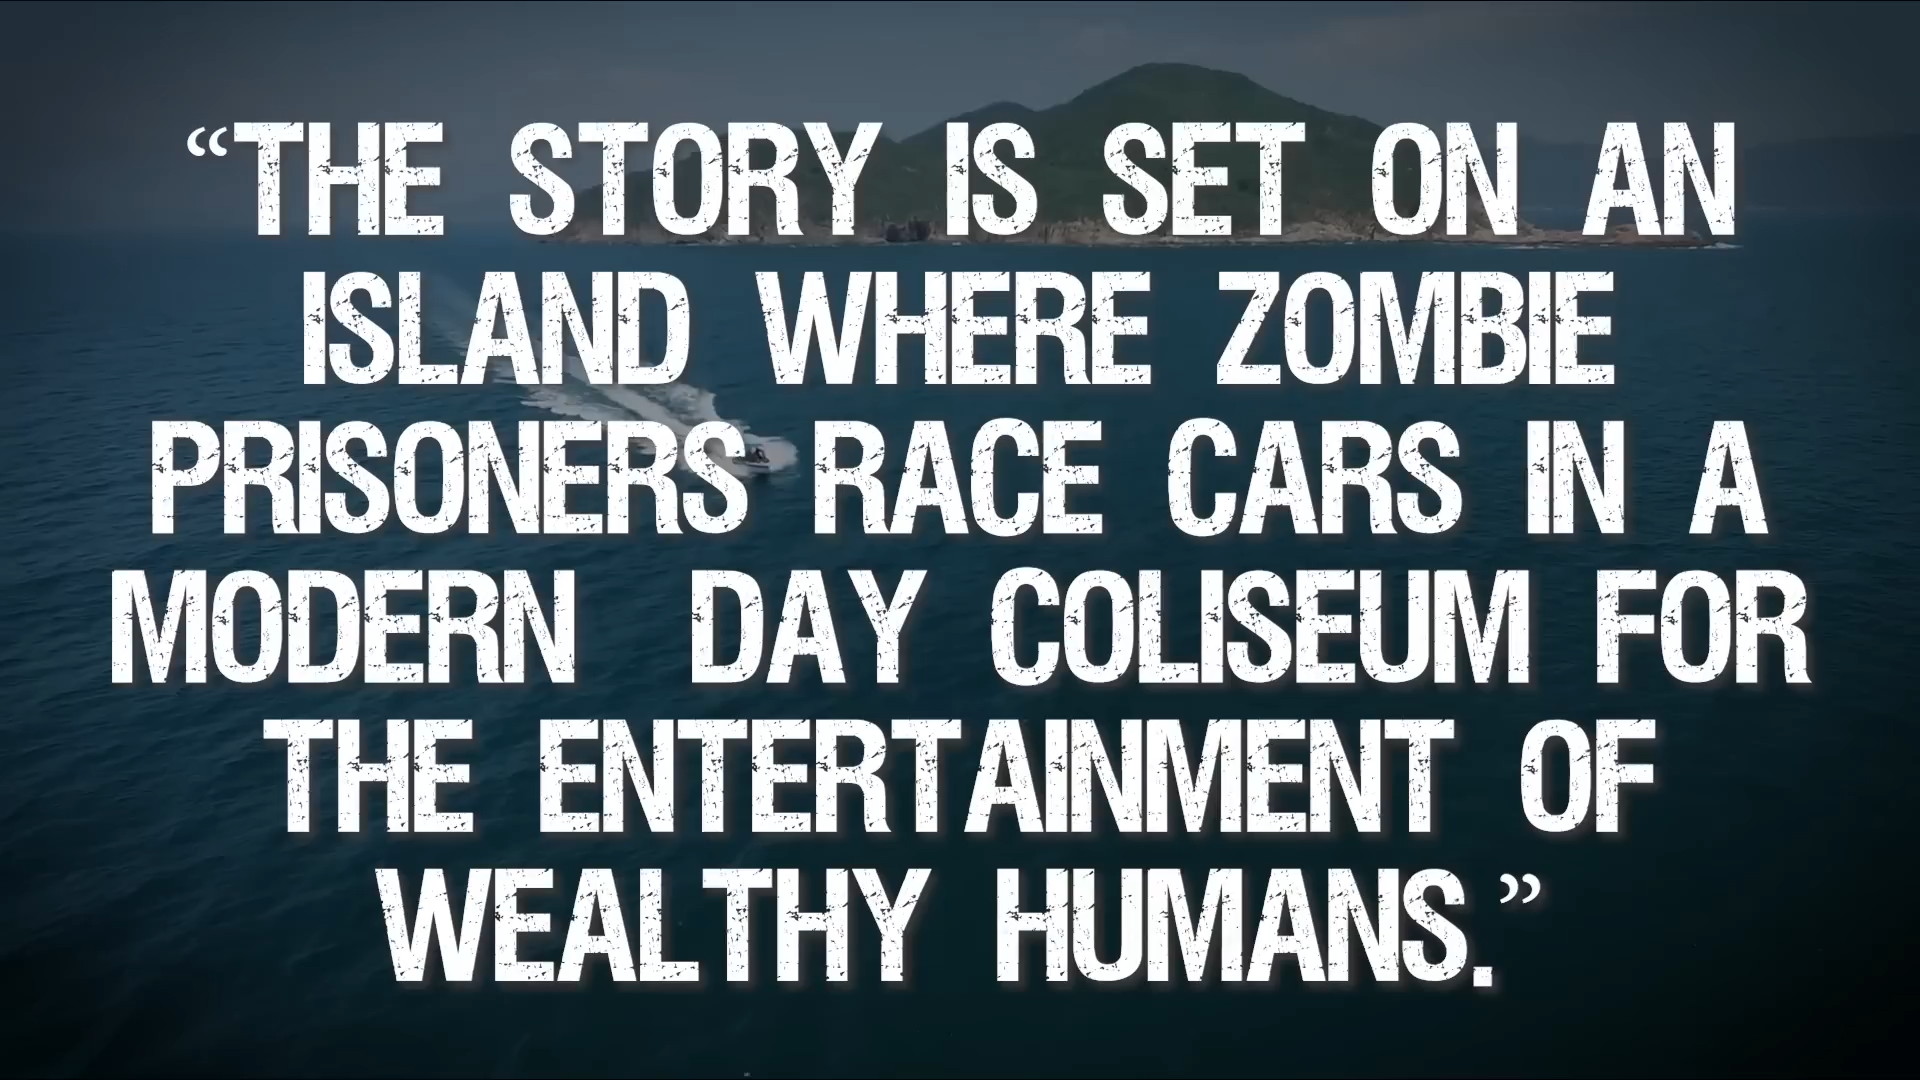 “THE STORY IS SET ON AN
ISLAND WHERE ZOMBIE
PRISONERS RACE CARS IN A
MODERN DAY COLISEUM FOR
THE ENTERTAINMENT OF
WEALTHY HUMANS.”